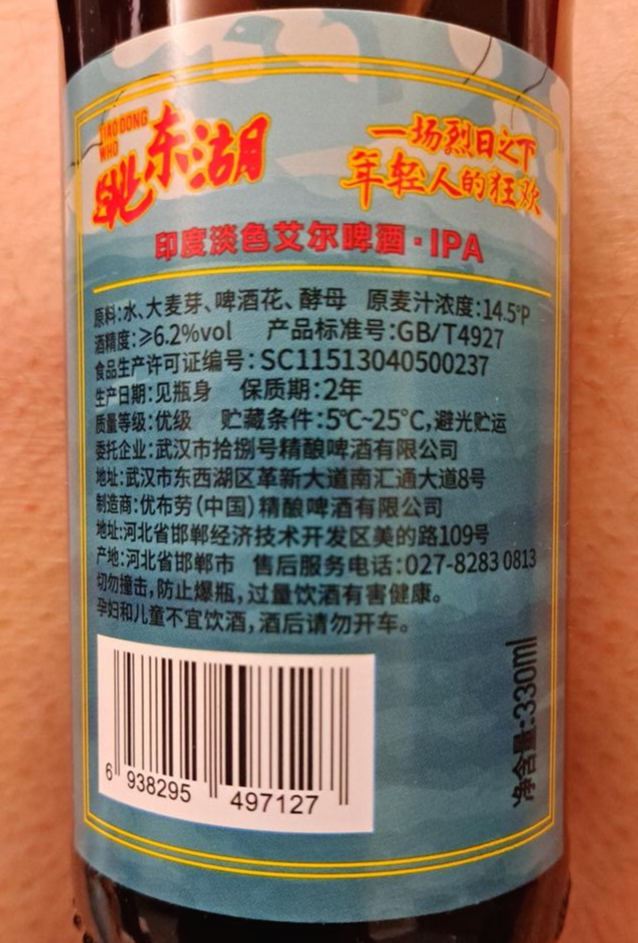 TIAO DONG
WHO
跳东湖
一场烈日之下
年轻人的狂欢
印度淡色艾尔啤酒·IPA
原料:水、大麦芽、啤酒花、酵母 原麦汁浓度:14.5°P
酒精度:≥6.2%vol 产品标准号:GB/T4927
食品生产许可证编号:SC11513040500237
生产日期:见瓶身 保质期:2年
质量等级:优级 贮藏条件:5℃~25℃,避光贮运
委托企业:武汉市拾捌号精酿啤酒有限公司
地址:武汉市东西湖区革新大道南汇通大道8号
制造商:优布劳(中国)精酿啤酒有限公司
地址:河北省邯郸经济技术开发区美的路109号
产地:河北省邯郸市 售后服务电话:027-8283 0813
切勿撞击,防止爆瓶,过量饮酒有害健康。
孕妇和儿童不宜饮酒,酒后请勿开车。
净含量:330ml
6 938295 497127